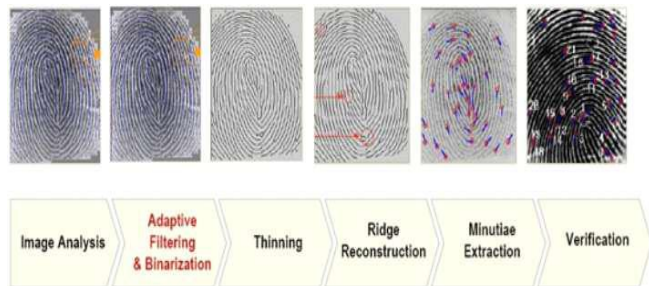 Image Analysis
Adaptive
Filtering
& Binarization
Thinning
Ridge
Reconstruction
Minutiae
Extraction
Verification